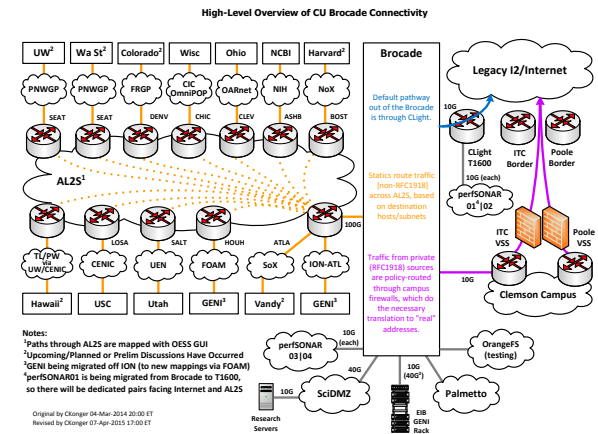 High-Level Overview of CU Brocade Connectivity
UW²
Wa St²
Colorado²
Wisc
Ohio
NCBI
Harvard²
Brocade
PNWGP
PNWGP
FRGP
CIC
OmniPOP
OARnet
NIH
NoX
Legacy I2/Internet
SEAT
SEAT
DENV
CHIC
CLEV
ASHB
BOST
Default pathway
out of the Brocade
is through CLight.
10G
CLight
T1600
ITC
Border
Poole
Border
AL2S¹
10G (each)
perfSONAR
01⁴|02
Statics route traffic
[non-RFC1918]
across AL2S, based
on destination
hosts/subnets
100G
LOSA
SALT
HOUH
ATLA
TL/PW
via
UW/CENIC
CENIC
UEN
FOAM
SoX
ION-ATL
Hawaii²
USC
Utah
GENI³
Vandy²
GENI³
Traffic from private
(RFC1918) sources
are policy-routed
through campus
firewalls, which do
the necessary
translation to "real"
addresses.
ITC
VSS
Poole
VSS
10G
Clemson Campus
Notes:
¹Paths through AL2S are mapped with OESS GUI
²Upcoming/Planned or Prelim Discussions Have Occurred
³GENI being migrated off ION (to new mappings via FOAM)
⁴perfSONAR01 is being migrated from Brocade to T1600,
so there will be dedicated pairs facing Internet and AL2S
Original by CKonger 04-Mar-2014 20:00 ET
Revised by CKonger 07-Apr-2015 17:00 ET
perfSONAR
03|04
10G
(each)
OrangeFS
(testing)
40G
10G
(40G²)
10G
SciDMZ
Palmetto
Research
Servers
EIB
GENI
Rack